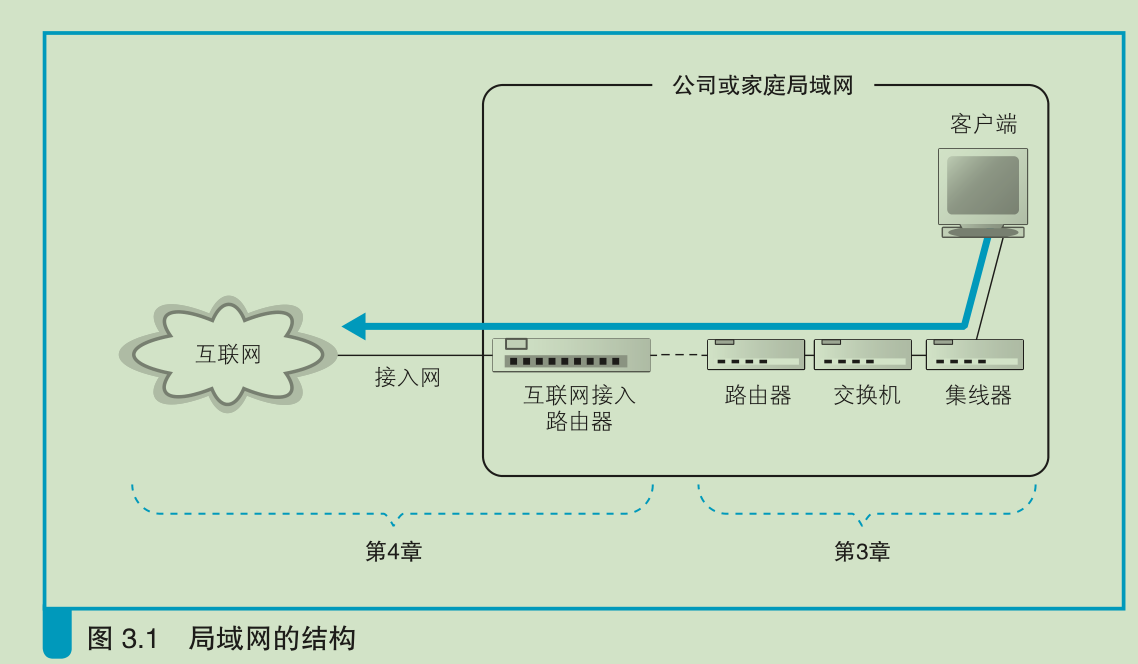 公司或家庭局域网
客户端
互联网
接入网
互联网接入
路由器
路由器
交换机
集线器
第4章
第3章
图 3.1 局域网的结构